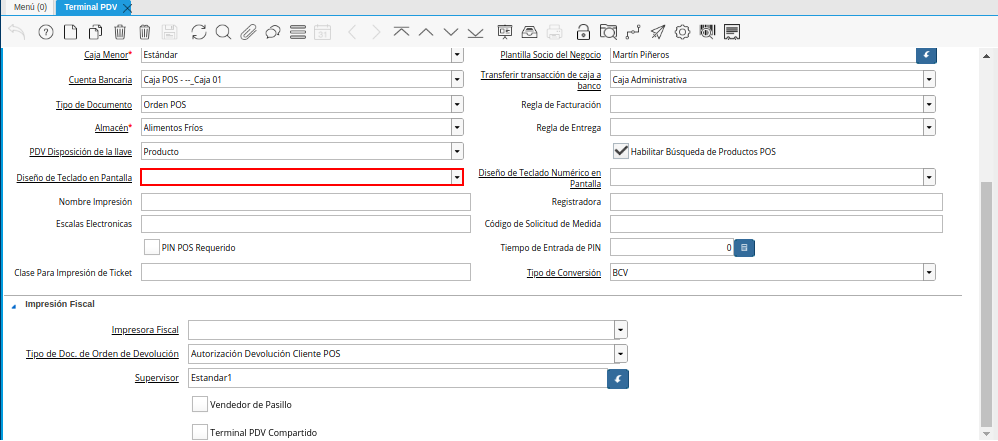 Menú (0) Terminal PDV
Caja Menor* Estándar Plantilla Socio del Negocio Martín Piñeros
Cuenta Bancaria Caja POS - --_Caja 01 Transferir transacción de caja a banco Caja Administrativa
Tipo de Documento Orden POS Regla de Facturación
Almacén* Alimentos Fríos Regla de Entrega
PDV Disposición de la llave Producto Habilitar Búsqueda de Productos POS
Diseño de Teclado en Pantalla Diseño de Teclado Numérico en Pantalla
Nombre Impresión Registradora
Escalas Electronicas Código de Solicitud de Medida
PIN POS Requerido Tiempo de Entrada de PIN 0
Clase Para Impresión de Ticket Tipo de Conversión BCV
Impresión Fiscal
Impresora Fiscal
Tipo de Doc. de Orden de Devolución Autorización Devolución Cliente POS
Supervisor Estandar1
Vendedor de Pasillo
Terminal PDV Compartido